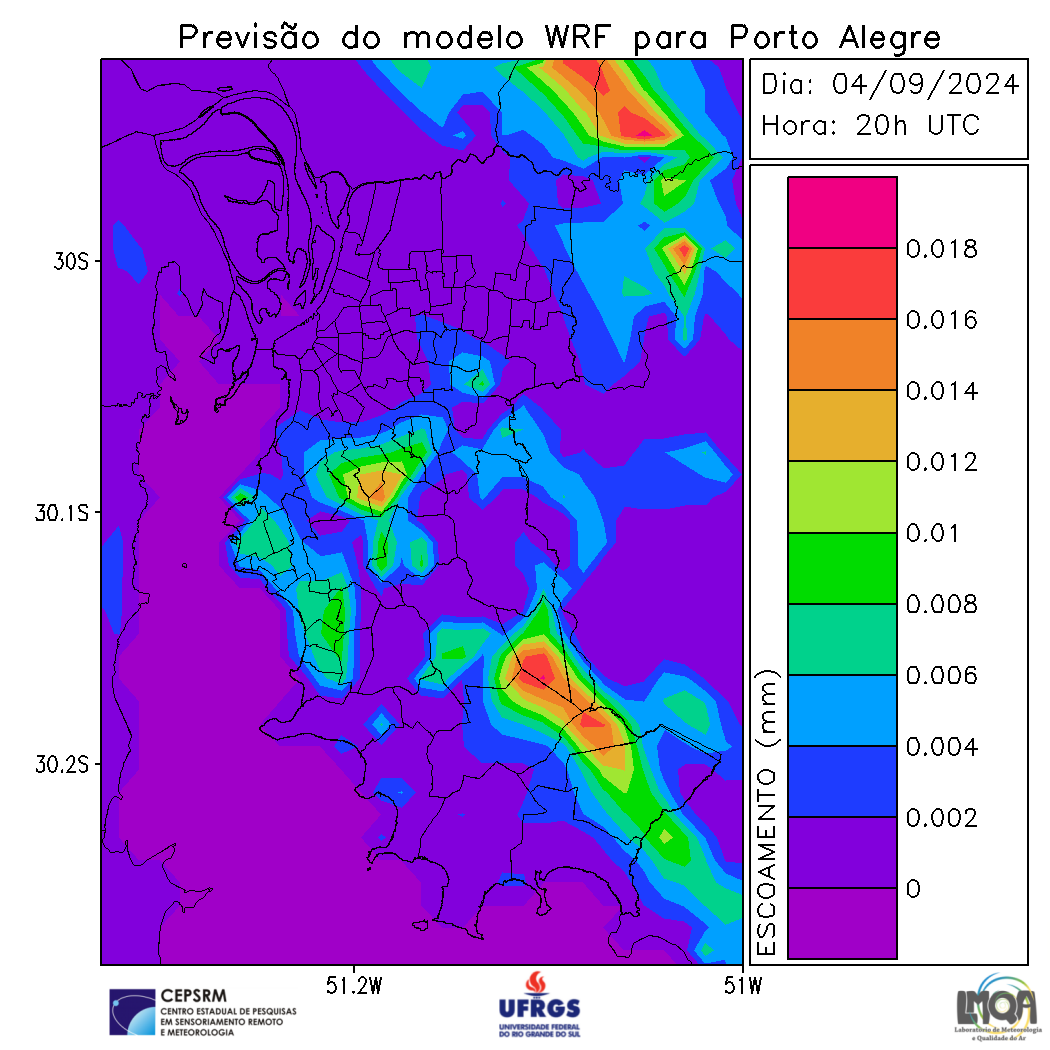 Previsão do modelo WRF para Porto Alegre
Dia: 04/09/2024
Hora: 20h UTC
30S
30.1S
30.2S
51.2W
51W
ESCOAMENTO (mm)
0.018
0.016
0.014
0.012
0.01
0.008
0.006
0.004
0.002
0
CEPSRM
CENTRO ESTADUAL DE PESQUISAS
EM SENSORIAMENTO REMOTO
E METEOROLOGIA
UFRGS
UNIVERSIDADE FEDERAL
DO RIO GRANDE DO SUL
LMQA
Laboratório de Meteorologia
e Qualidade do Ar